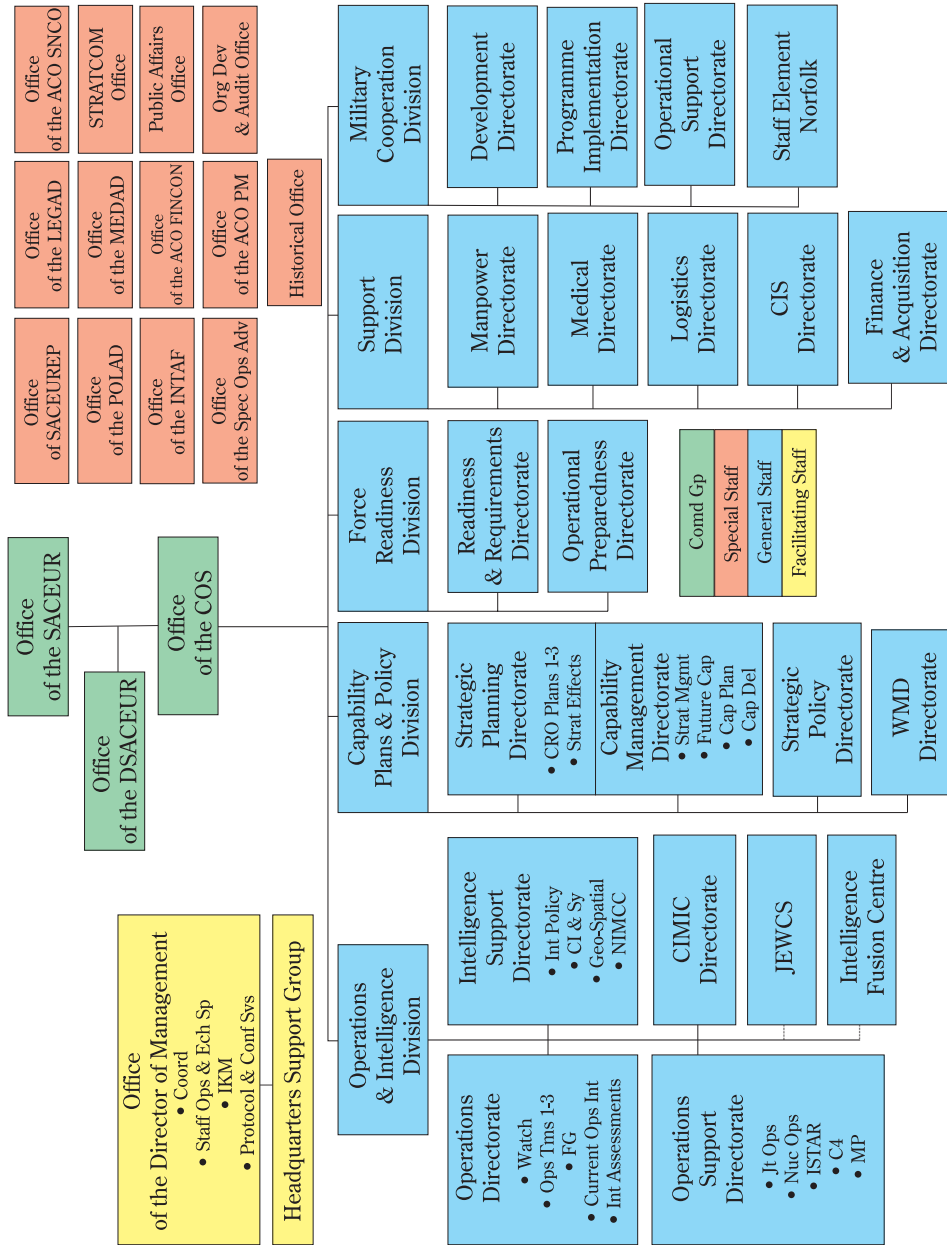 Office
of the SACEUR
Office
of the DSACEUR
Office
of the COS
Office
of the Director of Management
• Coord
• Staff Ops & Ech Sp
• IKM
• Protocol & Conf Svs
Headquarters Support Group
Office
of SACEUREP
Office
of the LEGAD
Office
of the ACO SNCO
Office
of the POLAD
Office
of the MEDAD
STRATCOM
Office
Office
of the INTAF
Office
of the ACO FINCON
Public Affairs
Office
Office
of the Spec Ops Adv
Office
of the ACO PM
Org Dev
& Audit Office
Historical Office
Operations
& Intelligence
Division
Operations
Directorate
• Watch
• Ops Tms 1-3
• FG
• Current Ops Int
• Int Assessments
Intelligence
Support
Directorate
• Int Policy
• CI & Sy
• Geo-Spatial
• NIMCC
Operations
Support
Directorate
• Jt Ops
• Nuc Ops
• ISTAR
• C4
• MP
CIMIC
Directorate
JEWCS
Intelligence
Fusion Centre
Capability
Plans & Policy
Division
Strategic
Planning
Directorate
• CRO Plans 1-3
• Strat Effects
Capability
Management
Directorate
• Strat Mgmt
• Future Cap
• Cap Plan
• Cap Del
Strategic
Policy
Directorate
WMD
Directorate
Force
Readiness
Division
Readiness
& Requirements
Directorate
Operational
Preparedness
Directorate
Support
Division
Manpower
Directorate
Medical
Directorate
Logistics
Directorate
CIS
Directorate
Finance
& Acquisition
Directorate
Military
Cooperation
Division
Development
Directorate
Programme
Implementation
Directorate
Operational
Support
Directorate
Staff Element
Norfolk
Comd Gp
Special Staff
General Staff
Facilitating Staff